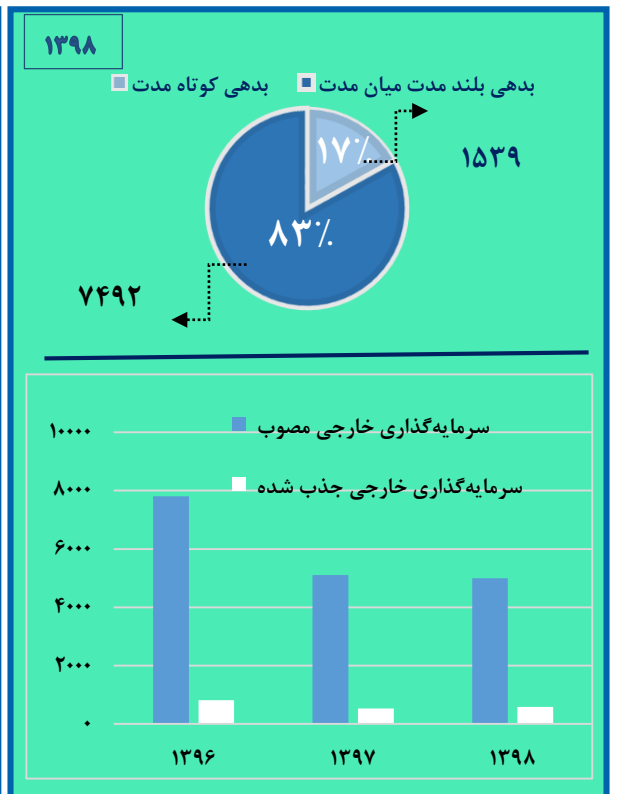 ۱۳۹۸
بدهی بلند مدت میان مدت بدهی کوتاه مدت
۱۷٪
۱۵۳۹
۸۳٪
۷۴۹۲
سرمایه‌گذاری خارجی مصوب
سرمایه‌گذاری خارجی جذب شده
۱۰۰۰۰
۸۰۰۰
۶۰۰۰
۴۰۰۰
۲۰۰۰
۰
۱۳۹۶ ۱۳۹۷ ۱۳۹۸